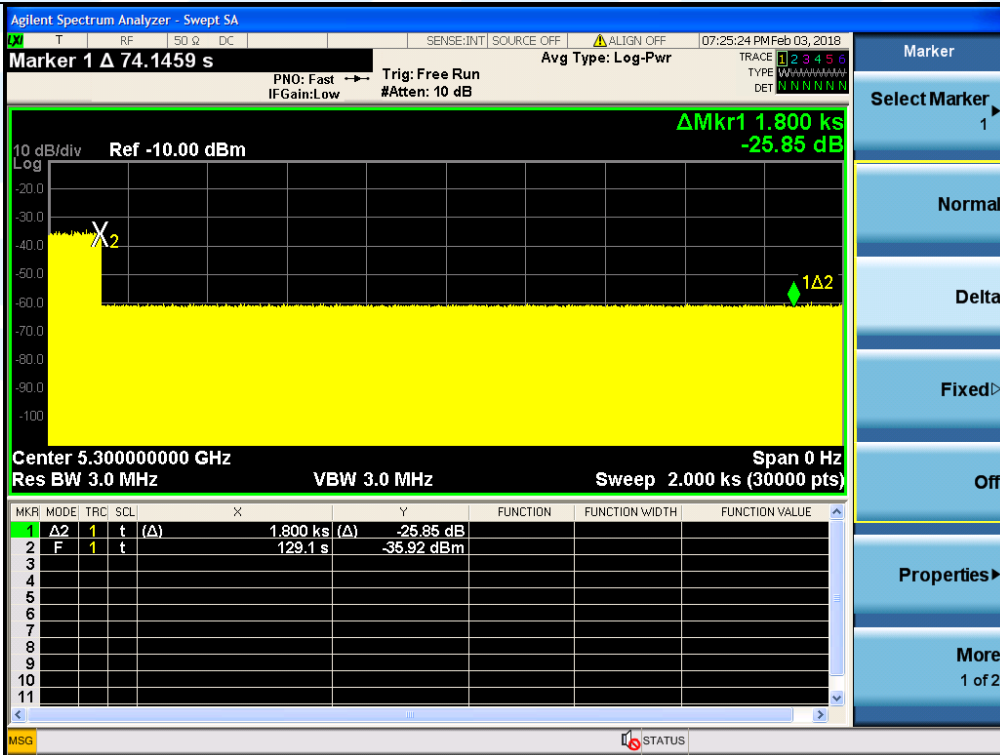 Agilent Spectrum Analyzer - Swept SA
LXI T RF 50 Ω DC SENSE:INT SOURCE OFF ALIGN OFF 07:25:24 PM Feb 03, 2018
Marker 1 Δ 74.1459 s
PNO: Fast
IFGain:Low
Trig: Free Run
#Atten: 10 dB
Avg Type: Log-Pwr
TRACE 1 2 3 4 5 6
TYPE
DET N N N N N N
ΔMkr1 1.800 ks
-25.85 dB
10 dB/div Ref -10.00 dBm
Log
-20.0
-30.0
-40.0
-50.0
-60.0
-70.0
-80.0
-90.0
-100
X2
1Δ2
Center 5.300000000 GHz Span 0 Hz
Res BW 3.0 MHz VBW 3.0 MHz Sweep 2.000 ks (30000 pts)
MKR MODE TRC SCL X Y FUNCTION FUNCTION WIDTH FUNCTION VALUE
1 Δ2 1 t (Δ) 1.800 ks (Δ) -25.85 dB
2 F 1 t 129.1 s -35.92 dBm
3
4
5
6
7
8
9
10
11
MSG STATUS
Marker
Select Marker
1
Normal
Delta
Fixed
Off
Properties
More
1 of 2